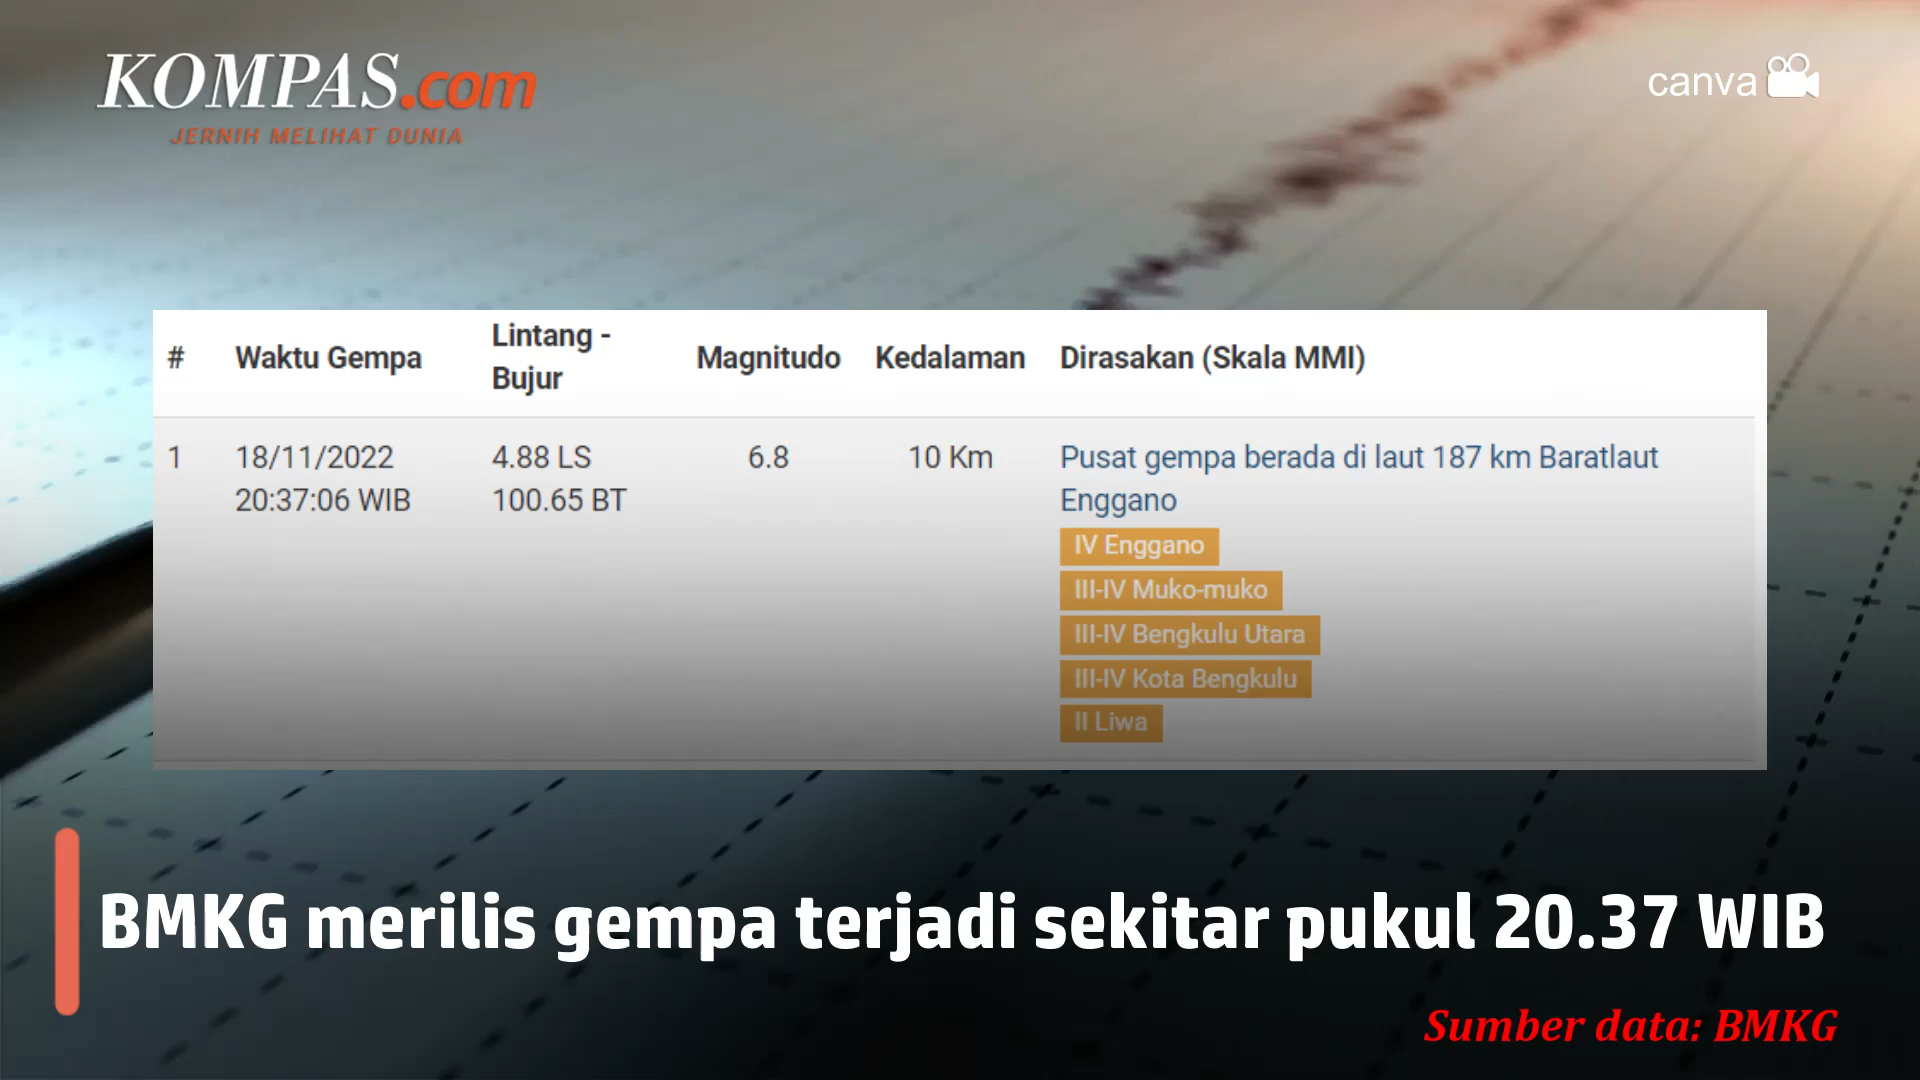 KOMPAS.com
JERNIH MELIHAT DUNIA
canva
# Waktu Gempa Lintang - Bujur Magnitudo Kedalaman Dirasakan (Skala MMI)
1 18/11/2022 4.88 LS 6.8 10 Km Pusat gempa berada di laut 187 km Baratlaut
20:37:06 WIB 100.65 BT Enggano
IV Enggano
III-IV Muko-muko
III-IV Bengkulu Utara
III-IV Kota Bengkulu
II Liwa
BMKG merilis gempa terjadi sekitar pukul 20.37 WIB
Sumber data: BMKG